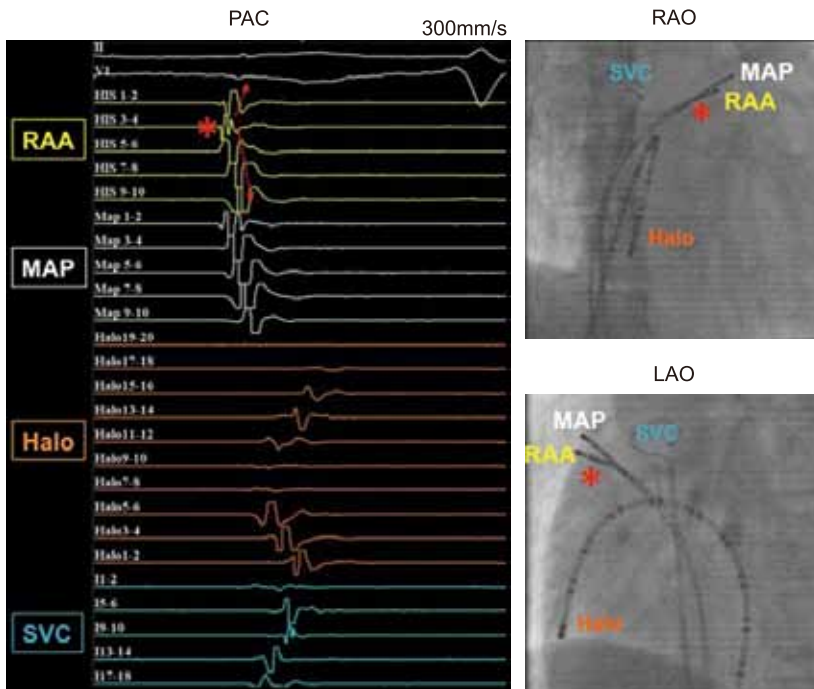 PAC
300mm/s
II
V1
HIS 1-2
HIS 3-4
RAA
*
HIS 5-6
HIS 7-8
HIS 9-10
Map 1-2
Map 3-4
MAP
Map 5-6
Map 7-8
Map 9-10
Halo19-20
Halo17-18
Halo15-16
Halo13-14
Halo
Halo11-12
Halo9-10
Halo7-8
Halo5-6
Halo3-4
Halo1-2
I1-2
I5-6
SVC
I9-10
I13-14
I17-18
RAO
SVC
MAP
RAA
*
Halo
LAO
MAP
SVC
RAA
*
Halo